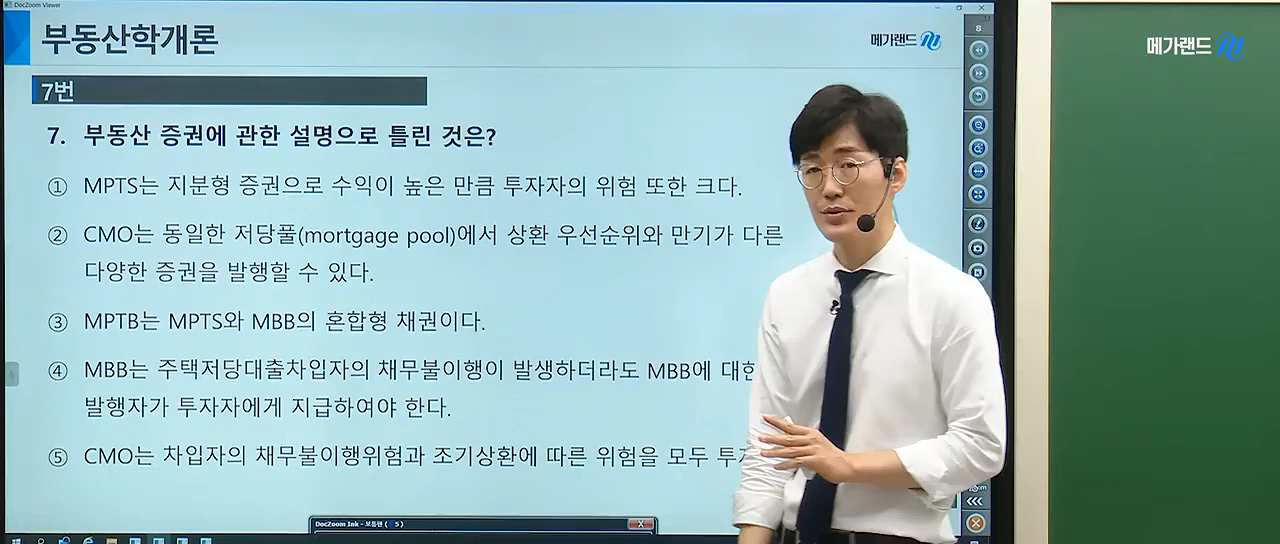 DocZoom Viewer
부동산학개론
메가랜드
메가랜드
8
7번
7. 부동산 증권에 관한 설명으로 틀린 것은?
① MPTS는 지분형 증권으로 수익이 높은 만큼 투자자의 위험 또한 크다.
② CMO는 동일한 저당풀(mortgage pool)에서 상환 우선순위와 만기가 다른
다양한 증권을 발행할 수 있다.
③ MPTB는 MPTS와 MBB의 혼합형 채권이다.
④ MBB는 주택저당대출차입자의 채무불이행이 발생하더라도 MBB에 대한
발행자가 투자자에게 지급하여야 한다.
⑤ CMO는 차입자의 채무불이행위험과 조기상환에 따른 위험을 모두
DocZoom Ink - 보통펜 ( 5 )